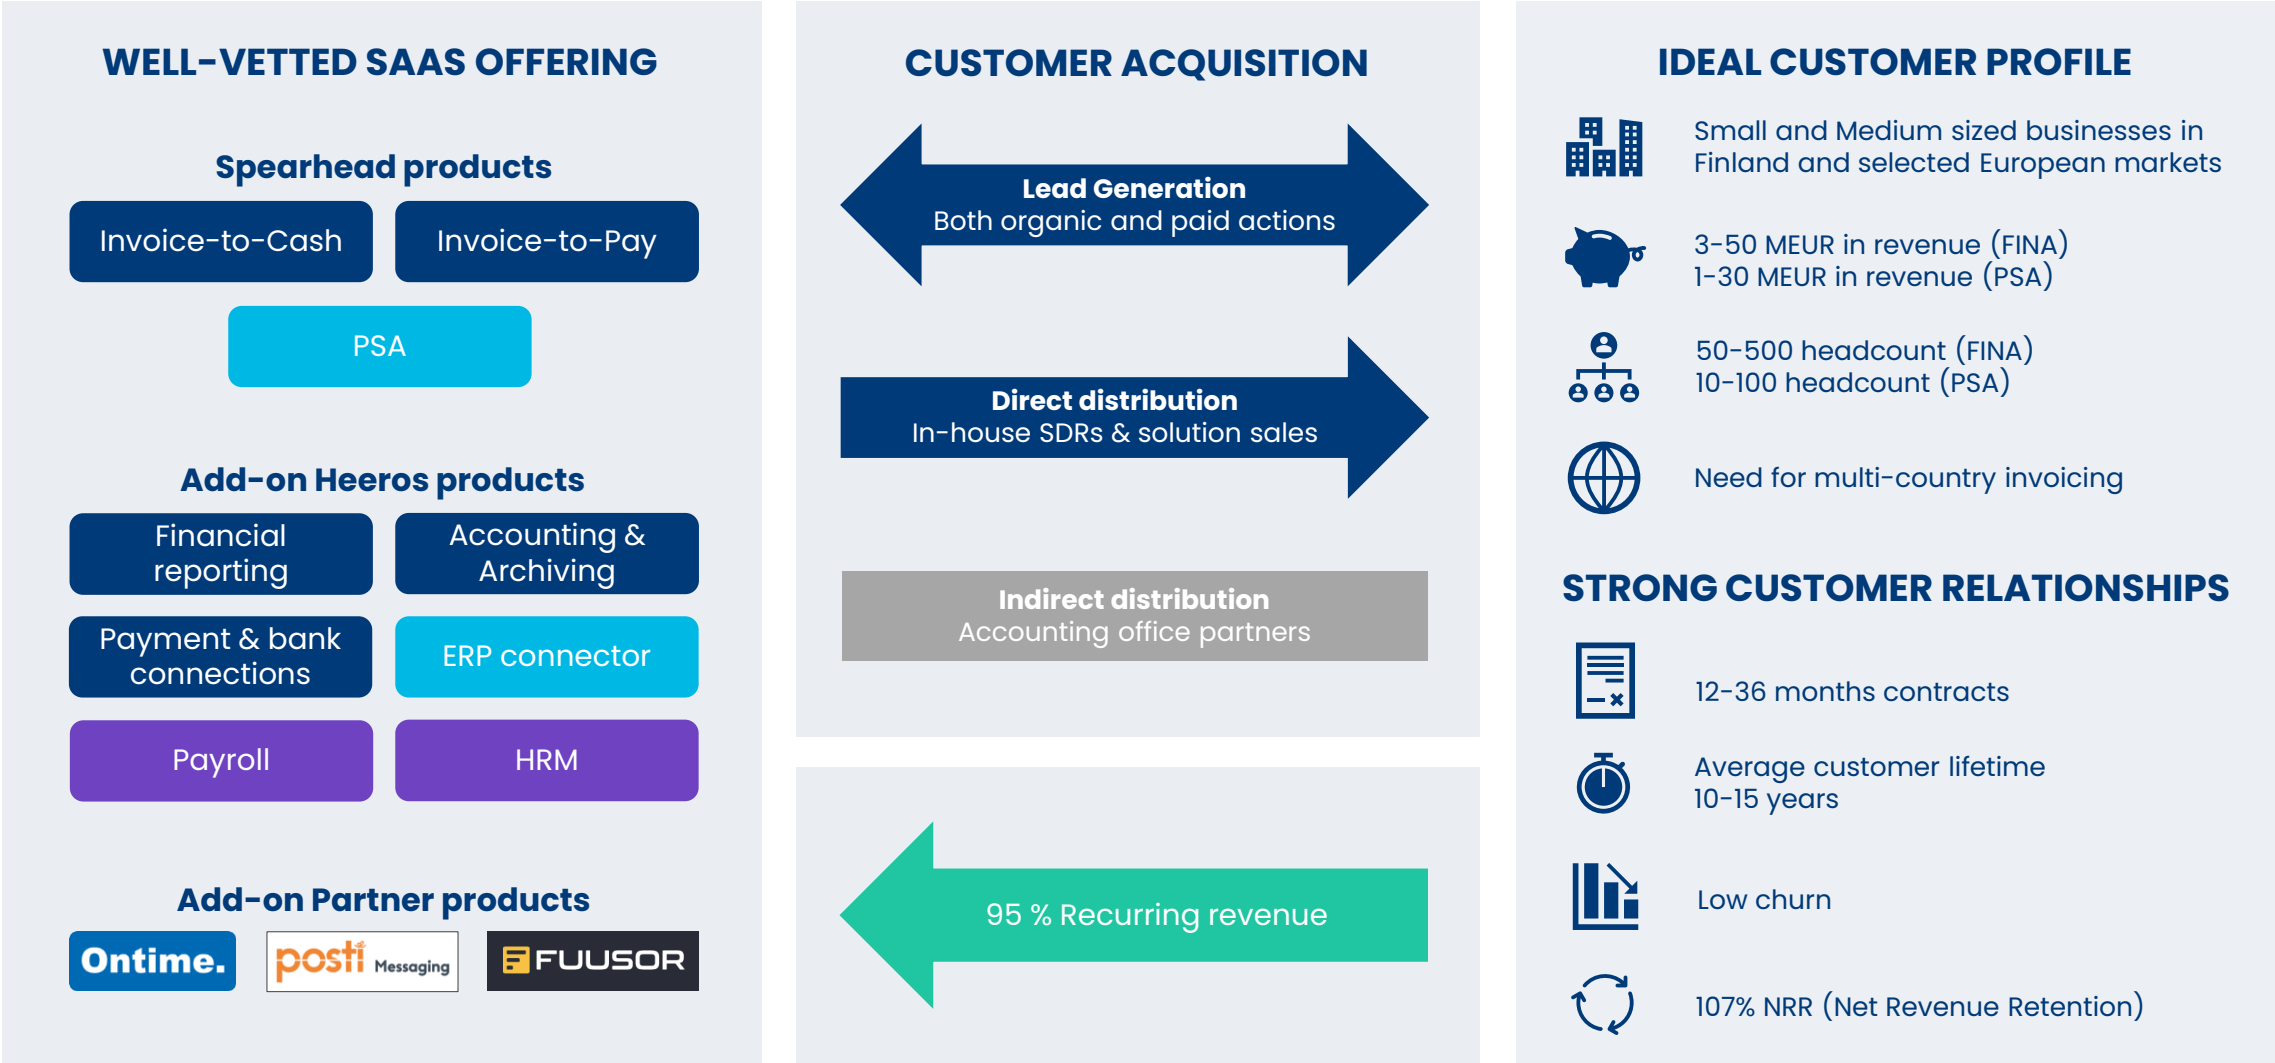 WELL-VETTED SAAS OFFERING
Spearhead products
Invoice-to-Cash
Invoice-to-Pay
PSA
Add-on Heeros products
Financial
reporting
Accounting &
Archiving
Payment & bank
connections
ERP connector
Payroll
HRM
Add-on Partner products
Ontime.
posti Messaging
FUUSOR
CUSTOMER ACQUISITION
Lead Generation
Both organic and paid actions
Direct distribution
In-house SDRs & solution sales
Indirect distribution
Accounting office partners
95 % Recurring revenue
IDEAL CUSTOMER PROFILE
Small and Medium sized businesses in
Finland and selected European markets
3-50 MEUR in revenue (FINA)
1-30 MEUR in revenue (PSA)
50-500 headcount (FINA)
10-100 headcount (PSA)
Need for multi-country invoicing
STRONG CUSTOMER RELATIONSHIPS
12-36 months contracts
Average customer lifetime
10-15 years
Low churn
107% NRR (Net Revenue Retention)